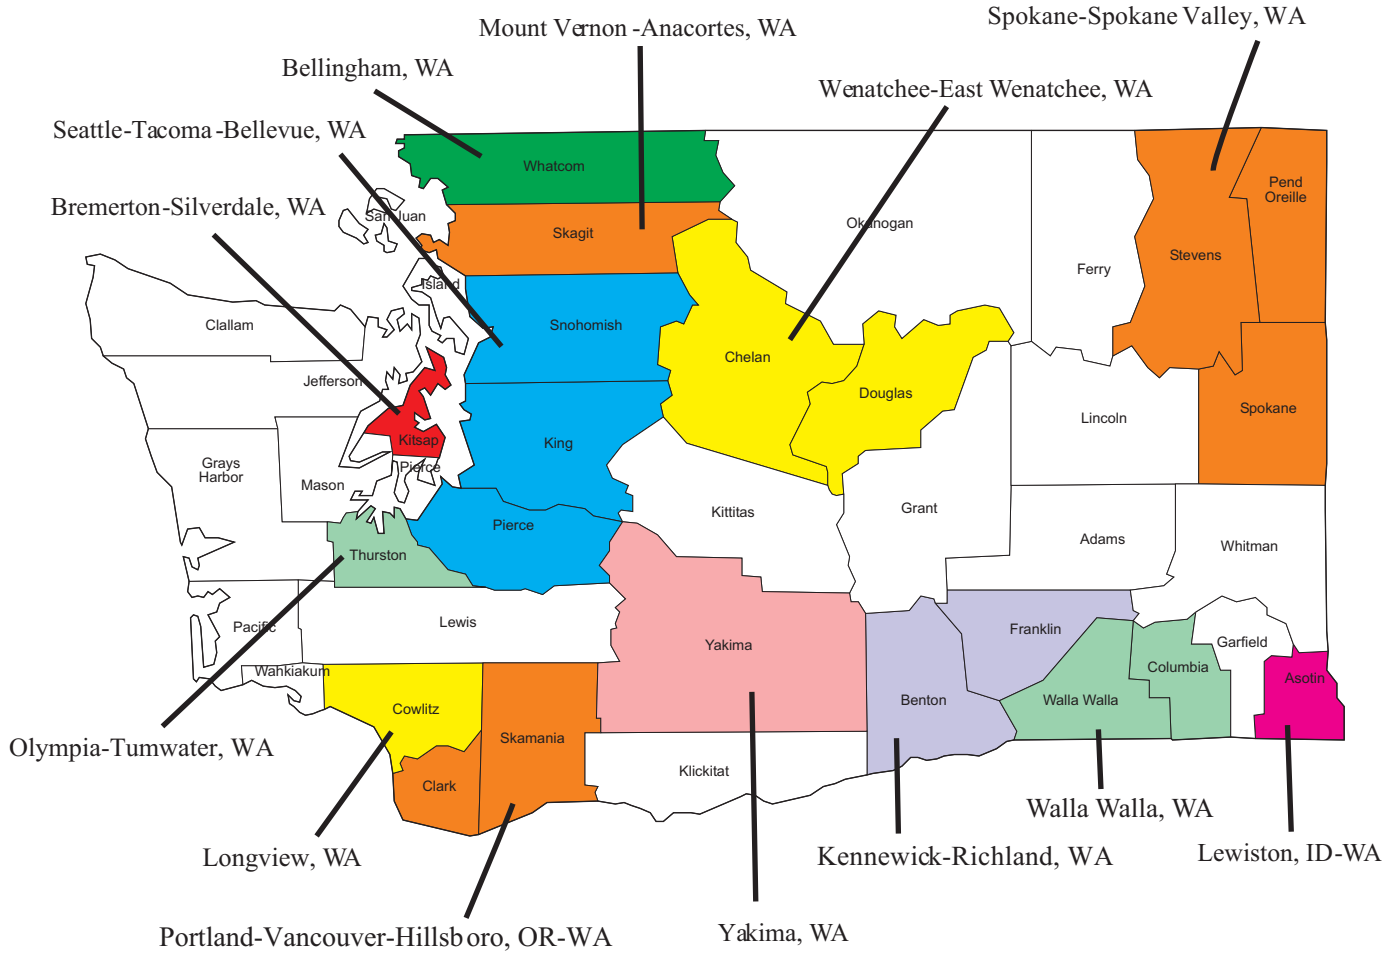 Spokane-Spokane Valley, WA
Mount Vernon-Anacortes, WA
Bellingham, WA
Wenatchee-East Wenatchee, WA
Seattle-Tacoma-Bellevue, WA
Whatcom
Pend
Oreille
Bremerton-Silverdale, WA
San Juan
Skagit
Okanogan
Stevens
Ferry
Island
Clallam
Snohomish
Chelan
Jefferson
Douglas
Spokane
Lincoln
Kitsap
King
Grays
Harbor
Pierce
Mason
Kittitas
Grant
Pierce
Adams
Whitman
Thurston
Lewis
Pacific
Franklin
Garfield
Yakima
Columbia
Wahkiakum
Asotin
Benton
Walla Walla
Cowlitz
Skamania
Olympia-Tumwater, WA
Klickitat
Clark
Walla Walla, WA
Longview, WA
Kennewick-Richland, WA
Lewiston, ID-WA
Portland-Vancouver-Hillsboro, OR-WA
Yakima, WA